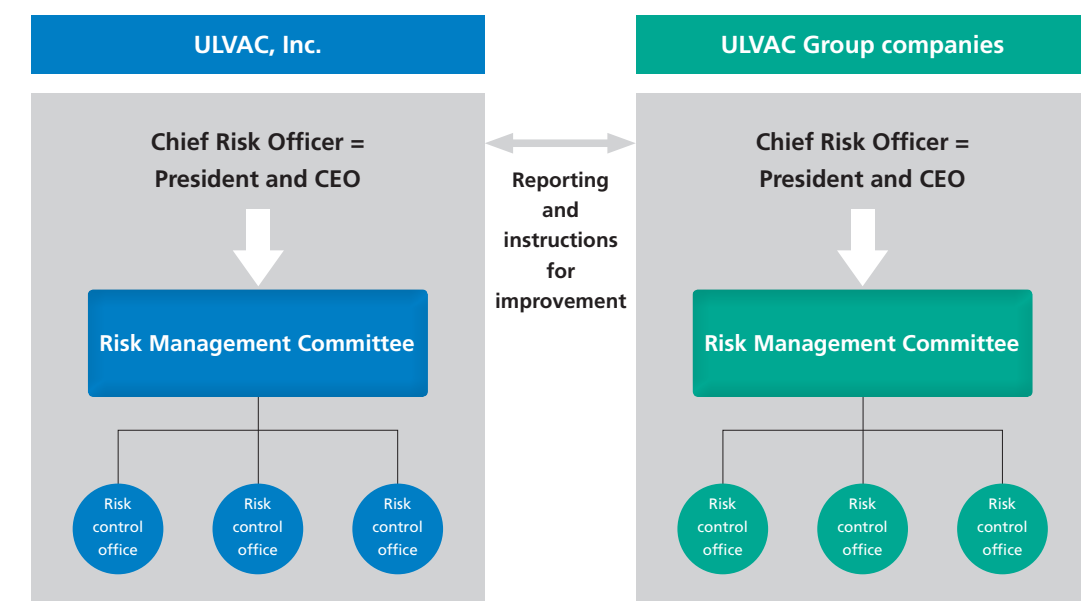 ULVAC, Inc.
Chief Risk Officer =
President and CEO
Risk Management Committee
Risk
control
office
Risk
control
office
Risk
control
office
Reporting
and
instructions
for
improvement
ULVAC Group companies
Chief Risk Officer =
President and CEO
Risk Management Committee
Risk
control
office
Risk
control
office
Risk
control
office